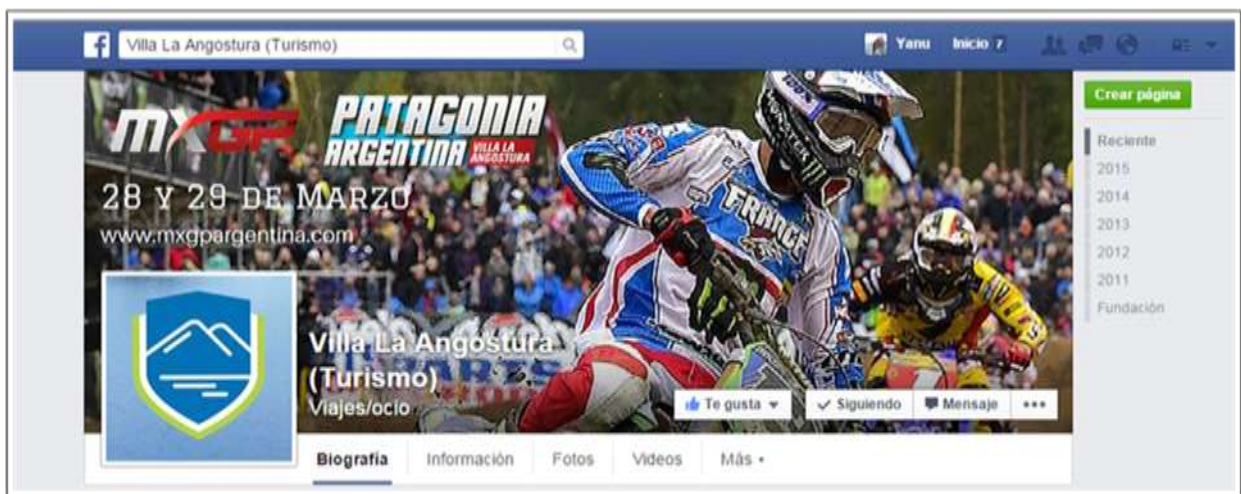 Villa La Angostura (Turismo)
Yanu Inicio 7
Crear página
Reciente
2015
2014
2013
2012
2011
Fundación
MXGP
PATAGONIA
ARGENTINA VILLA LA ANGOSTURA
28 Y 29 DE MARZO
www.mxgpargentina.com
100%
MONSTER
FRANCE
Villa La Angostura
(Turismo)
Viajes/ocio
Te gusta
Siguiendo
Mensaje
Biografía Información Fotos Videos Más